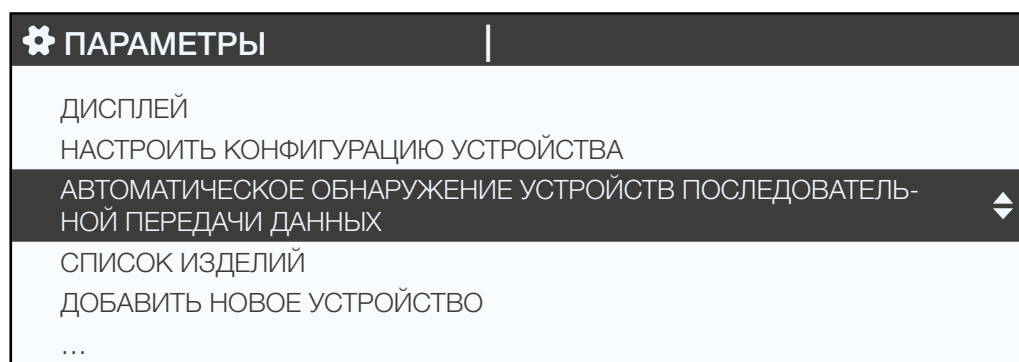 ПАРАМЕТРЫ
ДИСПЛЕЙ
НАСТРОИТЬ КОНФИГУРАЦИЮ УСТРОЙСТВА
АВТОМАТИЧЕСКОЕ ОБНАРУЖЕНИЕ УСТРОЙСТВ ПОСЛЕДОВАТЕЛЬ-
НОЙ ПЕРЕДАЧИ ДАННЫХ
СПИСОК ИЗДЕЛИЙ
ДОБАВИТЬ НОВОЕ УСТРОЙСТВО
…